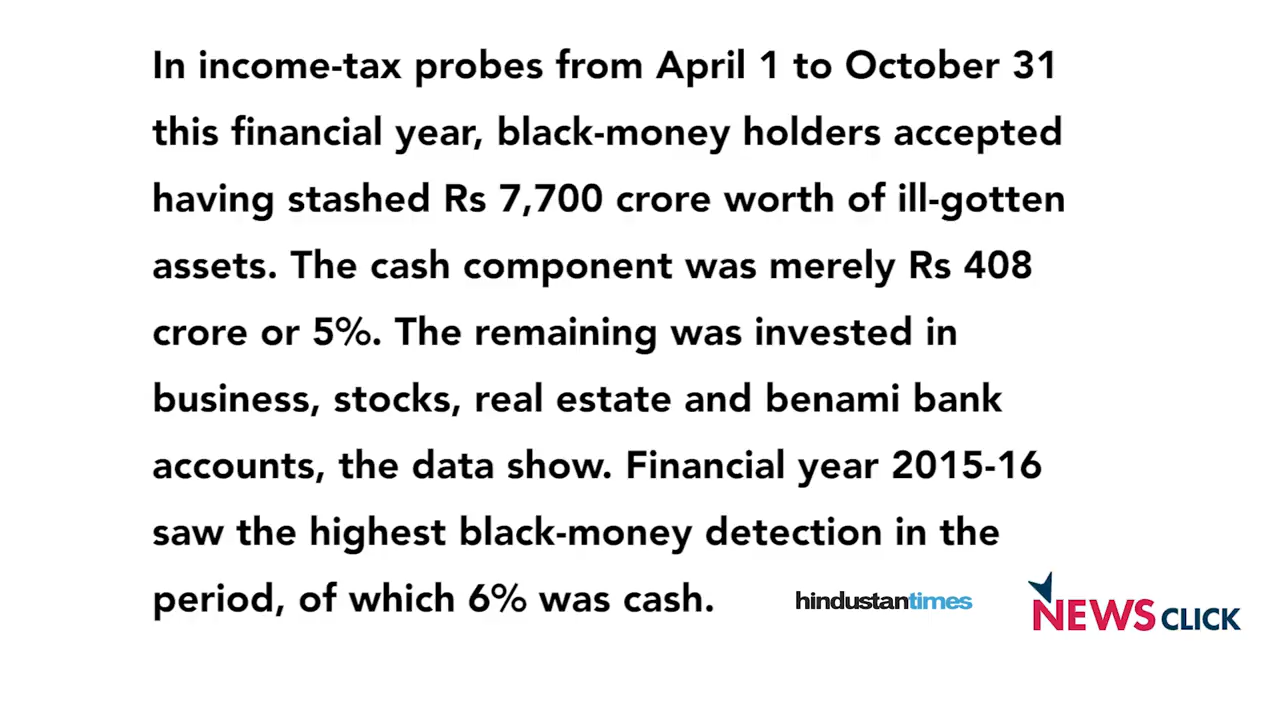 In income-tax probes from April 1 to October 31
this financial year, black-money holders accepted
having stashed Rs 7,700 crore worth of ill-gotten
assets. The cash component was merely Rs 408
crore or 5%. The remaining was invested in
business, stocks, real estate and benami bank
accounts, the data show. Financial year 2015-16
saw the highest black-money detection in the
period, of which 6% was cash.
hindustantimes
NEWSCLICK